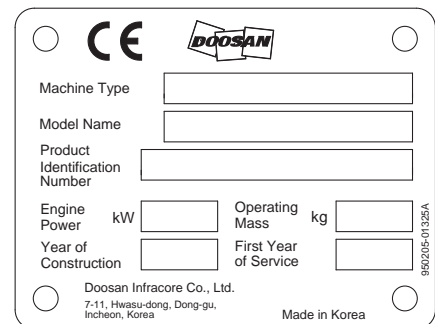 CE DOOSAN
Machine Type
Model Name
Product
Identification
Number
Engine
Power kW
Operating
Mass kg
Year of
Construction
First Year
of Service
Doosan Infracore Co., Ltd.
7-11, Hwasu-dong, Dong-gu,
Incheon, Korea
Made in Korea
950205-01325A